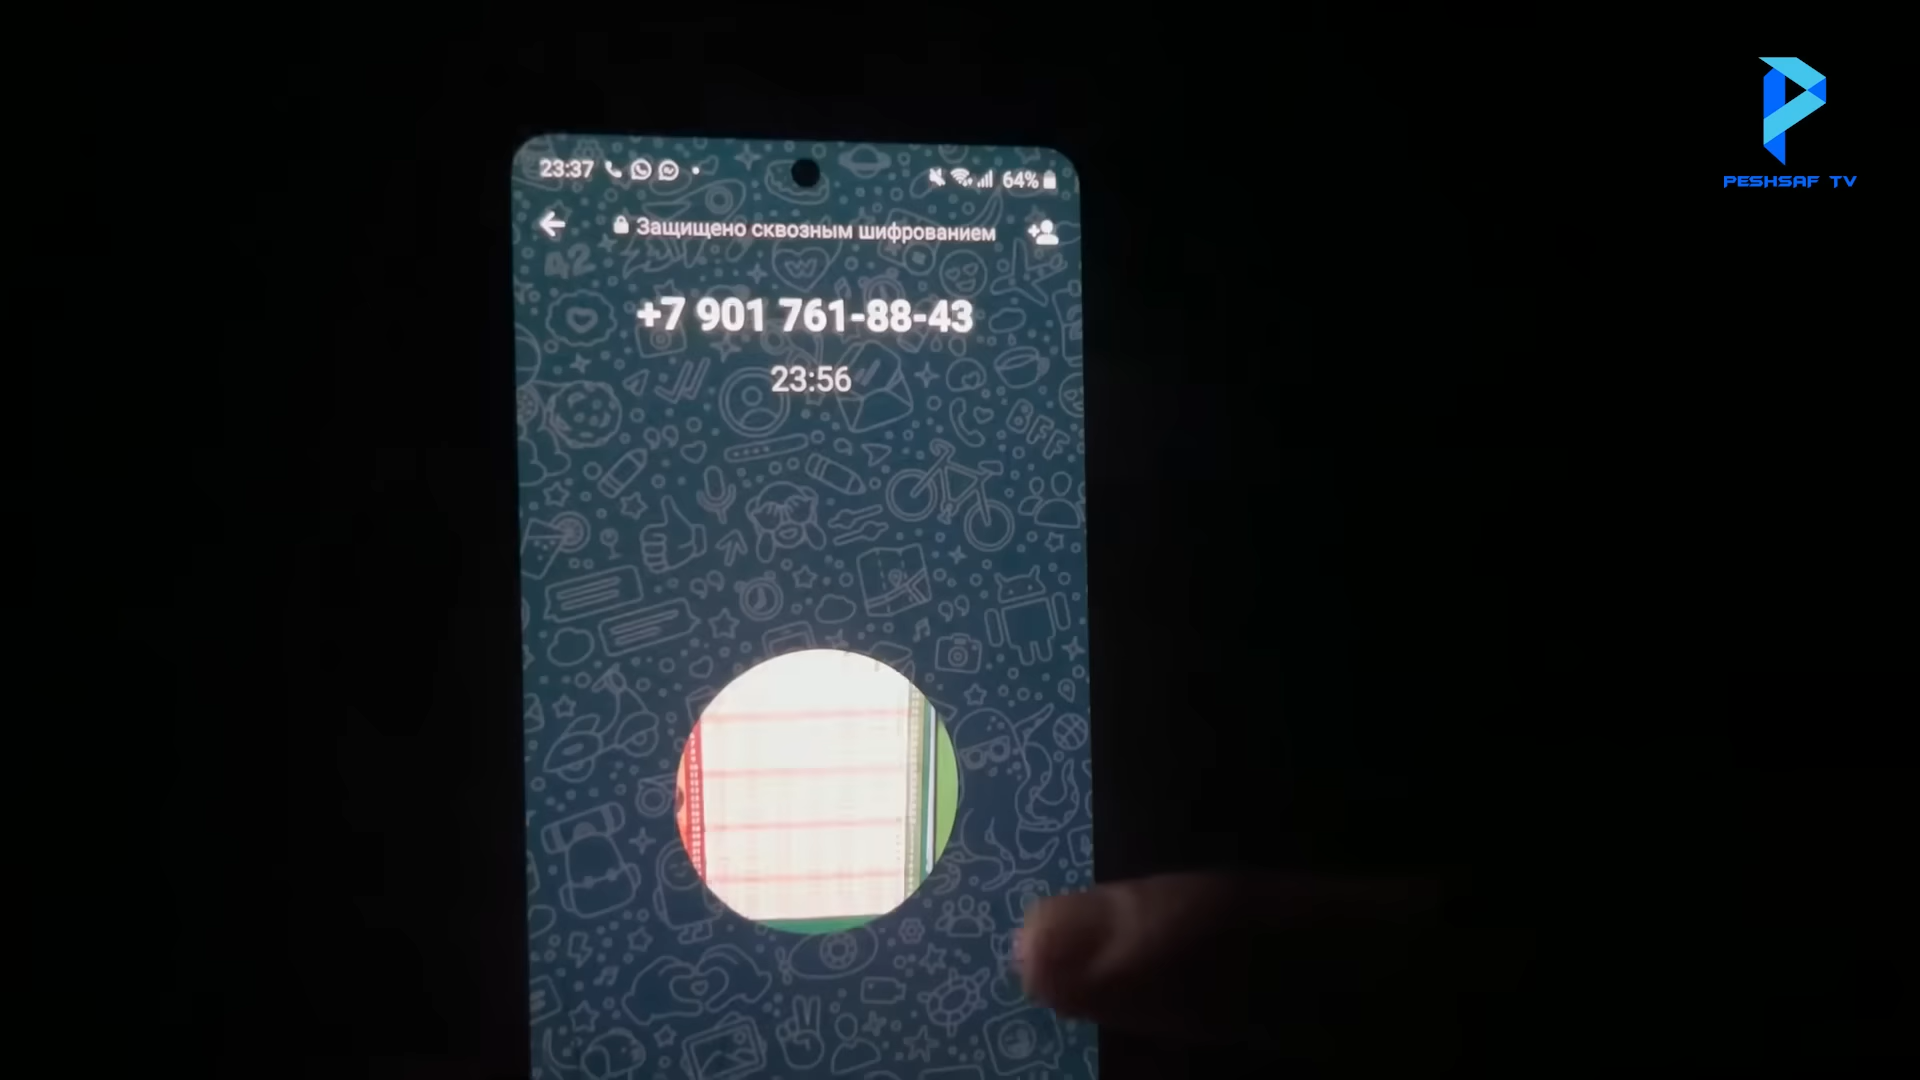 23:37
64%
Защищено сквозным шифрованием
+7 901 761-88-43
23:56
PESHSAF TV